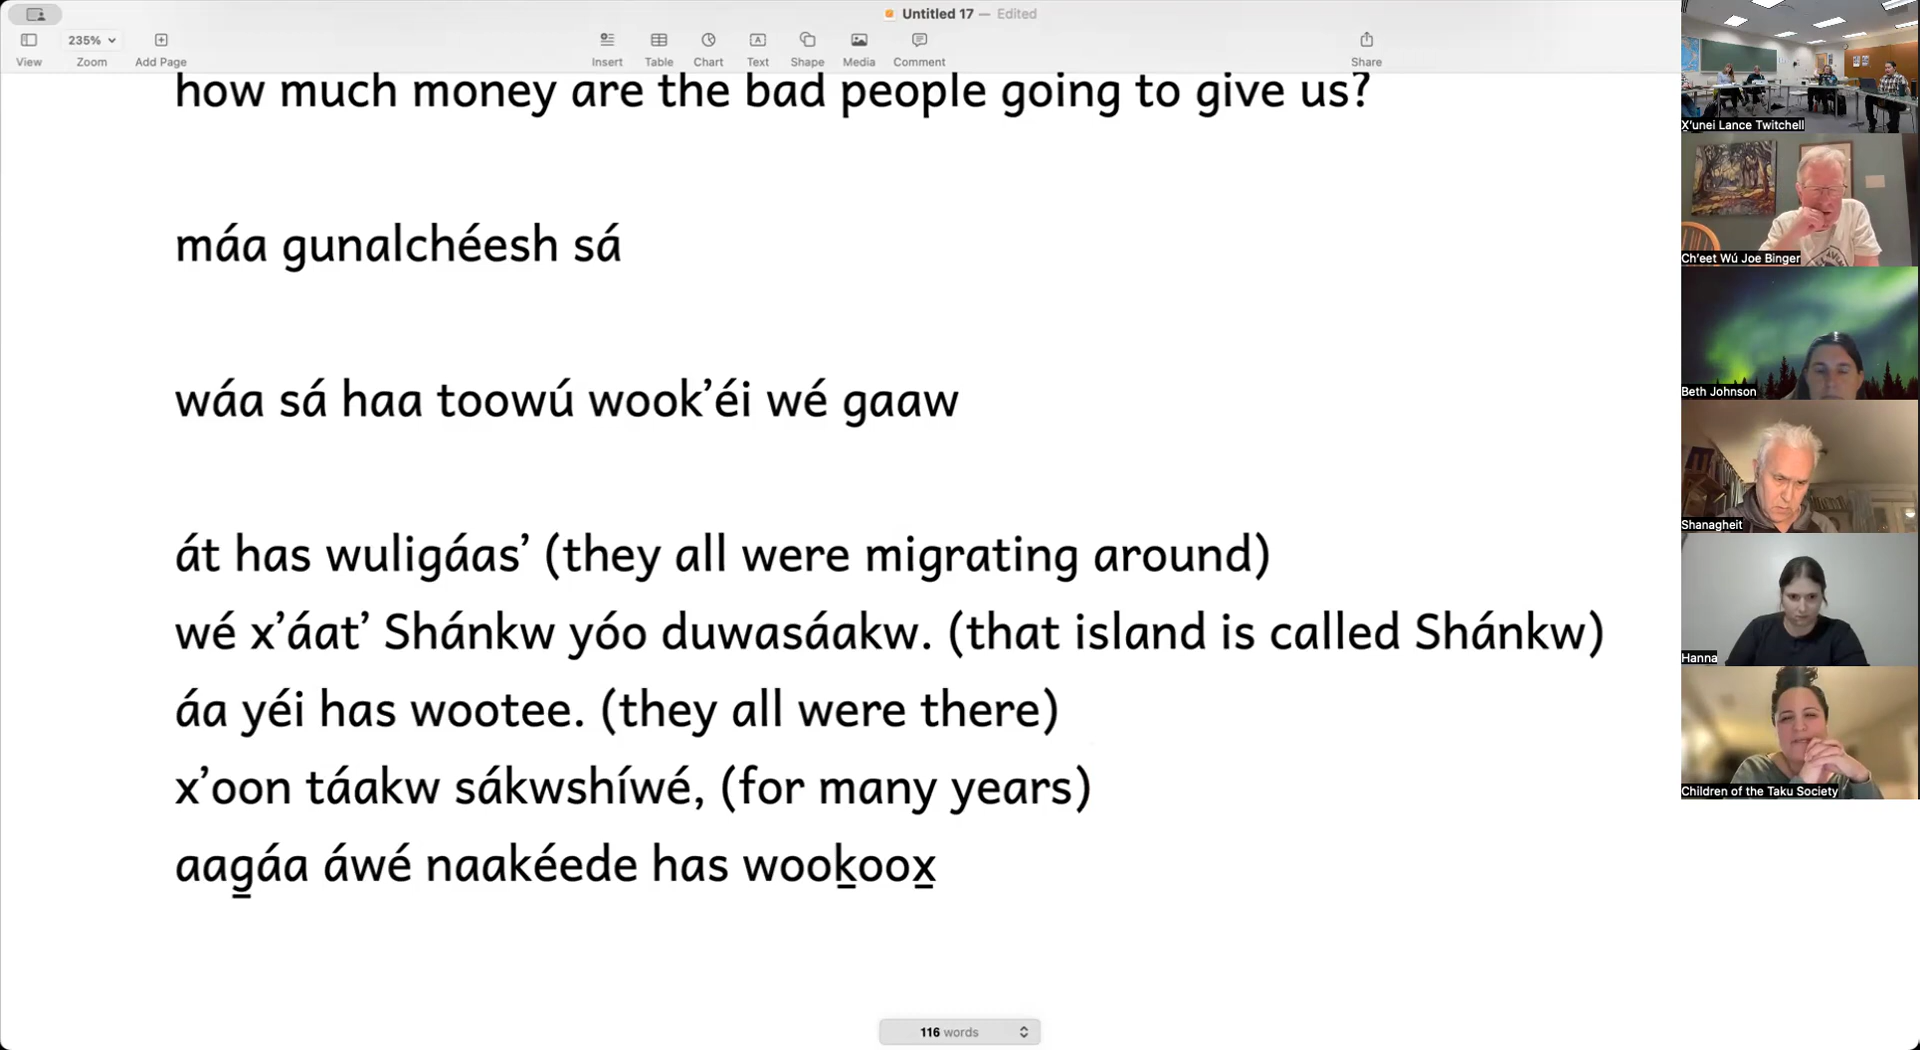 Untitled 17 — Edited
235%
View Zoom Add Page Insert Table Chart Text Shape Media Comment Share
how much money are the bad people going to give us?
máa gunalchéesh sá
wáa sá haa toowú wook’éi wé gaaw
át has wuligáas’ (they all were migrating around)
wé x’áat’ Shánkw yóo duwasáakw. (that island is called Shánkw)
áa yéi has wootee. (they all were there)
x’oon táakw sákwshíwé, (for many years)
aag̲áa áwé naakéede has wook̲oox̲
116 words
X̱'unei Lance Twitchell
Ch’eet Wú Joe Binger
Beth Johnson
Shanagheit
Hanna
Children of the Taku Society